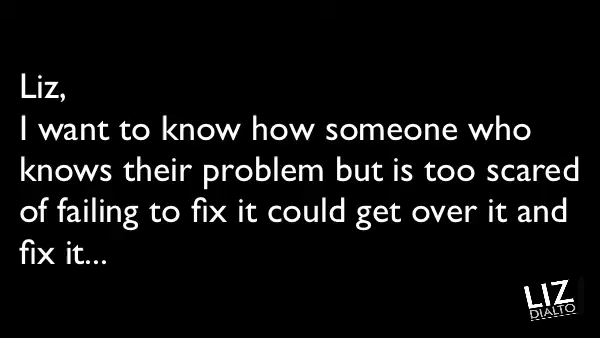 Liz,
I want to know how someone who
knows their problem but is too scared
of failing to fix it could get over it and
fix it...
LIZ
DIALTO